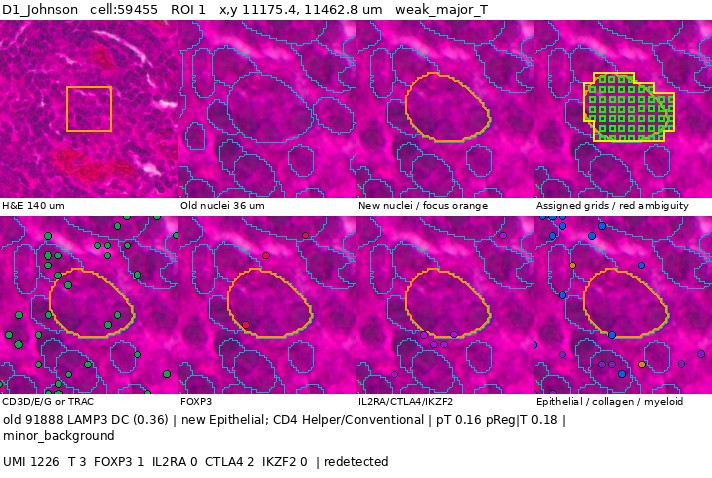 D1_Johnson cell:59455 ROI 1 x,y 11175.4, 11462.8 um weak_major_T
H&E 140 um
Old nuclei 36 um
New nuclei / focus orange
Assigned grids / red ambiguity
CD3D/E/G or TRAC
FOXP3
IL2RA/CTLA4/IKZF2
Epithelial / collagen / myeloid
old 91888 LAMP3 DC (0.36) | new Epithelial; CD4 Helper/Conventional | pT 0.16 pReg|T 0.18 |
minor_background
UMI 1226 T 3 FOXP3 1 IL2RA 0 CTLA4 2 IKZF2 0 | redetected